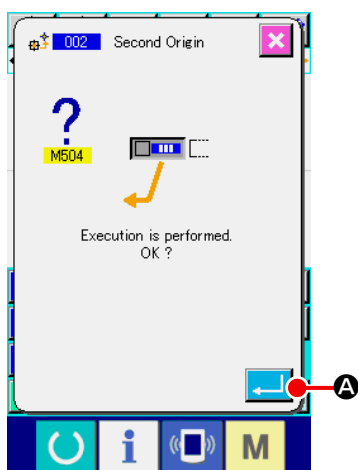 002 Second Origin
M504
Execution is performed.
OK ?
A
i
M